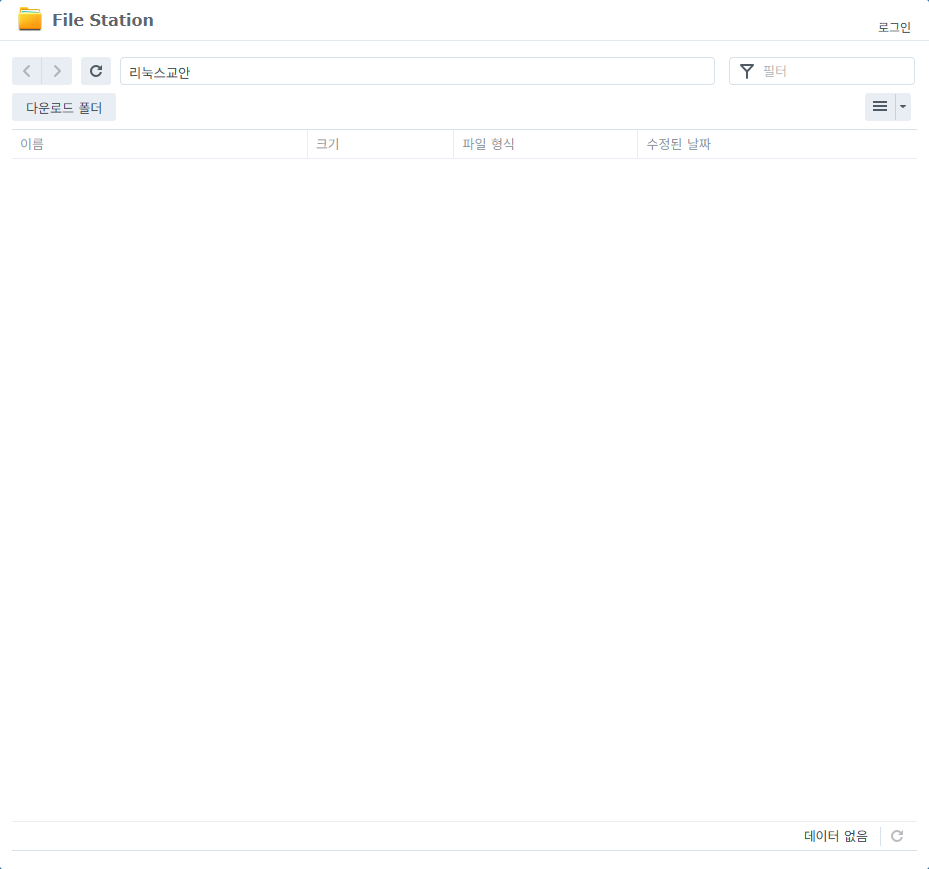 File Station
로그인
리눅스교안
필터
다운로드 폴더
이름 크기 파일 형식 수정된 날짜
데이터 없음